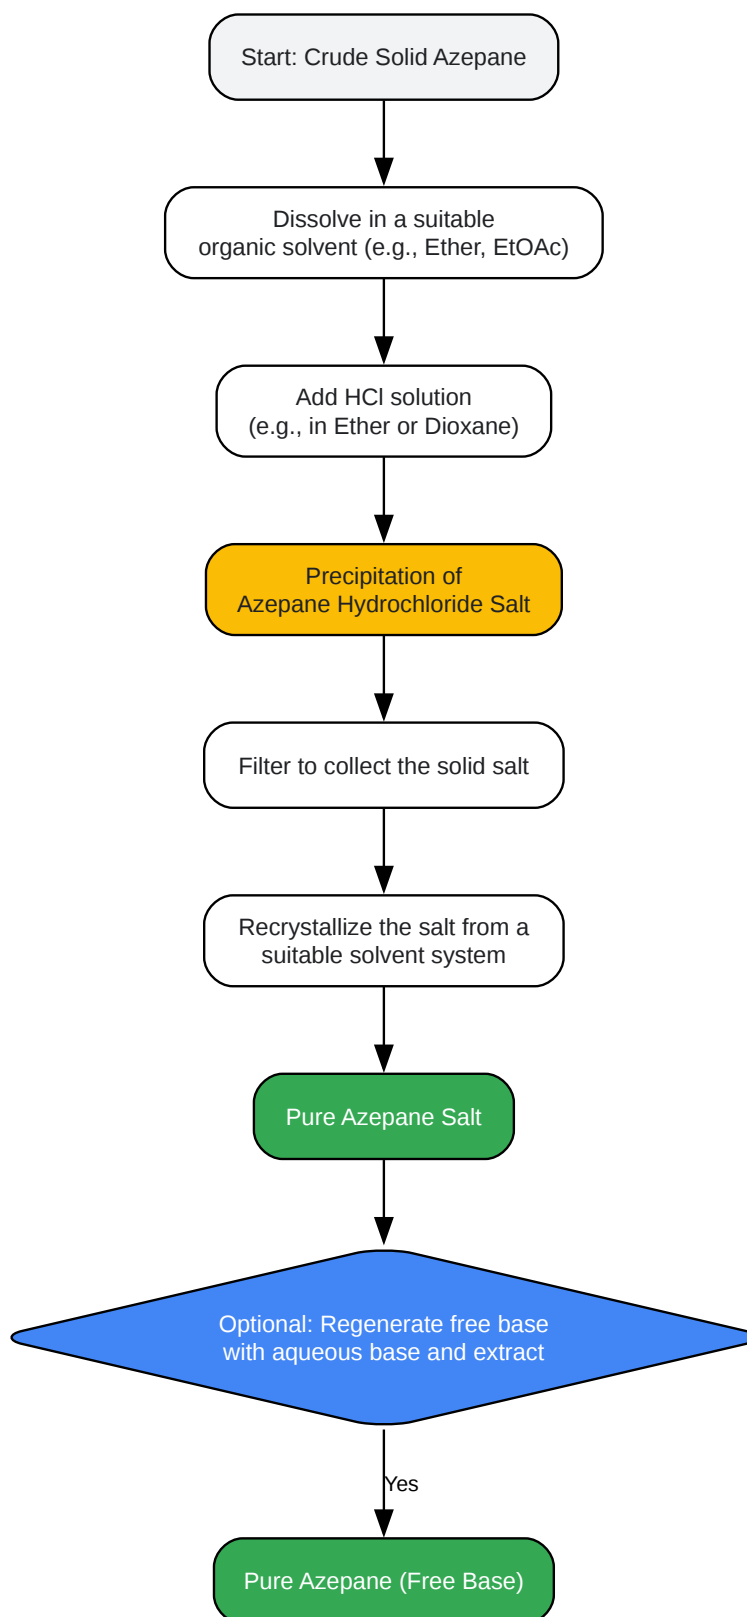 Start: Crude Solid Azepane
Dissolve in a suitable
organic solvent (e.g., Ether, EtOAc)
Add HCl solution
(e.g., in Ether or Dioxane)
Precipitation of
Azepane Hydrochloride Salt
Filter to collect the solid salt
Recrystallize the salt from a
suitable solvent system
Pure Azepane Salt
Optional: Regenerate free base
with aqueous base and extract
Yes
Pure Azepane (Free Base)